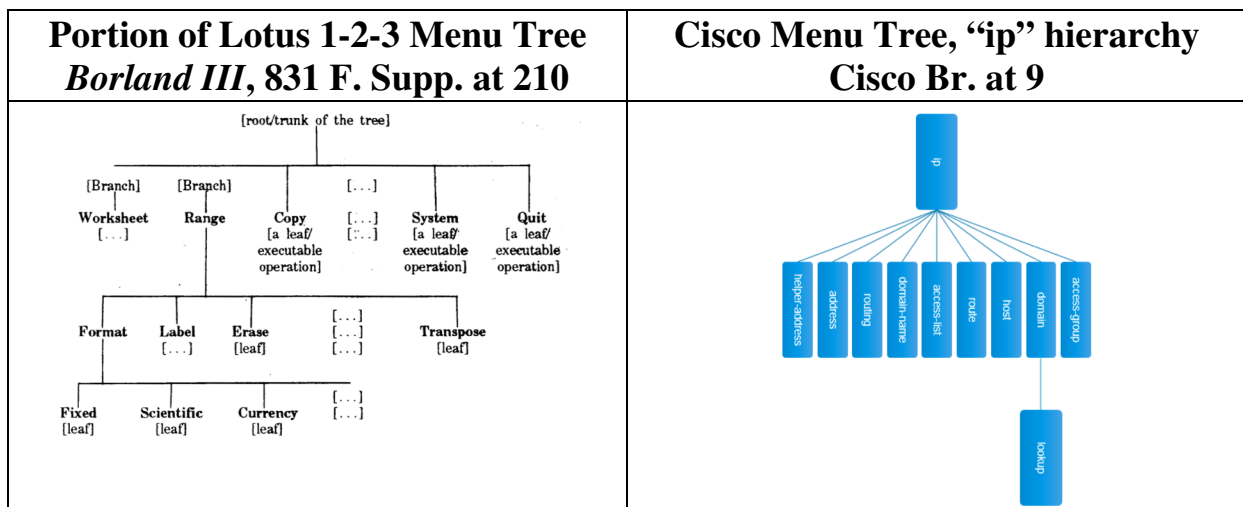 Portion of Lotus 1-2-3 Menu Tree
Borland III, 831 F. Supp. at 210
Cisco Menu Tree, “ip” hierarchy
Cisco Br. at 9
[root/trunk of the tree]
[Branch] [Branch] [...]
Worksheet Range Copy [...] System Quit
[...] [a leaf/ [...] [a leaf/ [a leaf/
executable executable executable
operation] operation] operation]
Format Label Erase [...] Transpose
[...] [leaf] [...] [leaf]
[...]
Fixed Scientific Currency [...]
[leaf] [leaf] [leaf] [...]
ip
helper-address
address
routing
domain-name
access-list
route
host
domain
access-group
lookup